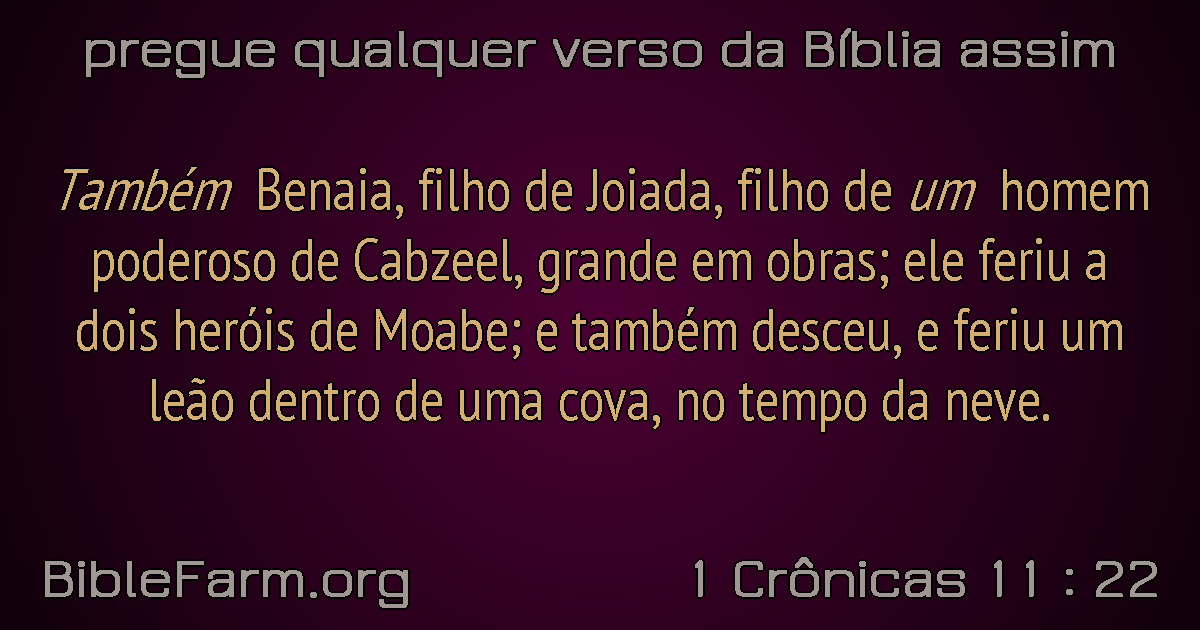 pregue qualquer verso da Bíblia assim
Também Benaia, filho de Joiada, filho de um homem
poderoso de Cabzeel, grande em obras; ele feriu a
dois heróis de Moabe; e também desceu, e feriu um
leão dentro de uma cova, no tempo da neve.
BibleFarm.org
1 Crônicas 11 : 22